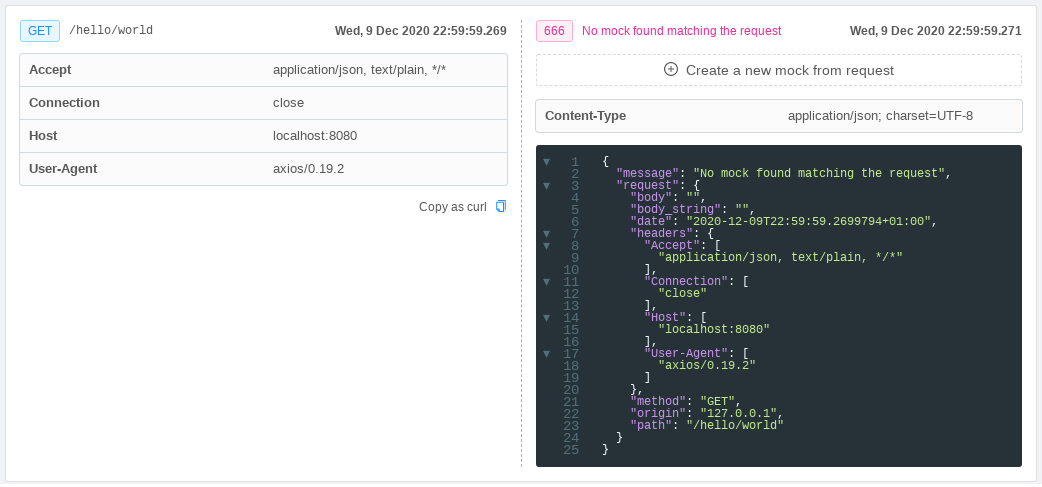 GET /hello/world Wed, 9 Dec 2020 22:59:59.269
Accept application/json, text/plain, */*
Connection close
Host localhost:8080
User-Agent axios/0.19.2
Copy as curl
666 No mock found matching the request Wed, 9 Dec 2020 22:59:59.271
Create a new mock from request
Content-Type application/json; charset=UTF-8
1 {
2 "message": "No mock found matching the request",
3 "request": {
4 "body": "",
5 "body_string": "",
6 "date": "2020-12-09T22:59:59.2699794+01:00",
7 "headers": {
8 "Accept": [
9 "application/json, text/plain, */*"
10 ],
11 "Connection": [
12 "close"
13 ],
14 "Host": [
15 "localhost:8080"
16 ],
17 "User-Agent": [
18 "axios/0.19.2"
19 ]
20 },
21 "method": "GET",
22 "origin": "127.0.0.1",
23 "path": "/hello/world"
24 }
25 }